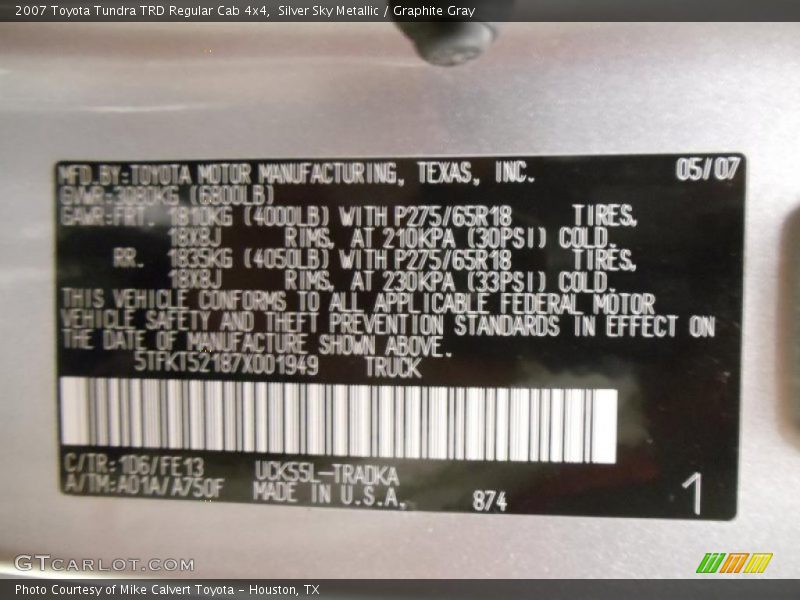 2007 Toyota Tundra TRD Regular Cab 4x4, Silver Sky Metallic / Graphite Gray
MFD.BY:TOYOTA MOTOR MANUFACTURING, TEXAS, INC. 05/07
GVWR:3080KG (6800LB)
GAWR:FRT. 1810KG (4000LB) WITH P275/65R18 TIRES,
18X8J RIMS, AT 210KPA (30PSI) COLD.
RR. 1835KG (4050LB) WITH P275/65R18 TIRES,
18X8J RIMS, AT 230KPA (33PSI) COLD.
THIS VEHICLE CONFORMS TO ALL APPLICABLE FEDERAL MOTOR
VEHICLE SAFETY AND THEFT PREVENTION STANDARDS IN EFFECT ON
THE DATE OF MANUFACTURE SHOWN ABOVE.
5TFKT52187X001949 TRUCK
C/TR:1D6/FE13 UCK55L-TRADKA
A/TM:A01A/A750F MADE IN U.S.A. 874 1
GTCARLOT.COM
Photo Courtesy of Mike Calvert Toyota - Houston, TX